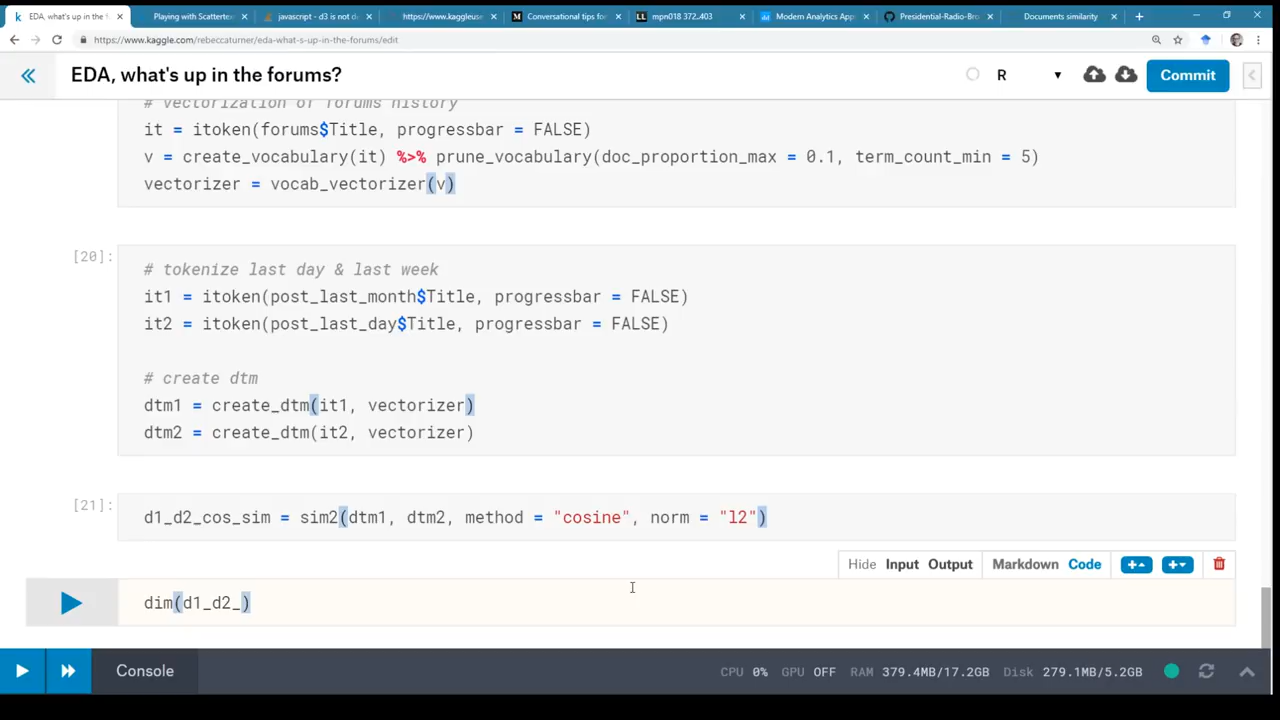 EDA, what's up in the f
Playing with Scattertex
javascript - d3 is not d
https://www.kaggleuse
Conversational tips for
LL mpn018 372,.403
Modern Analytics App
Presidential-Radio-Bro
Documents similarity
https://www.kaggle.com/rebeccaturner/eda-what-s-up-in-the-forums/edit
EDA, what's up in the forums?
R
Commit
# vectorization of forums history
it = itoken(forums$Title, progressbar = FALSE)
v = create_vocabulary(it) %>% prune_vocabulary(doc_proportion_max = 0.1, term_count_min = 5)
vectorizer = vocab_vectorizer(v)
[20]:
# tokenize last day & last week
it1 = itoken(post_last_month$Title, progressbar = FALSE)
it2 = itoken(post_last_day$Title, progressbar = FALSE)
# create dtm
dtm1 = create_dtm(it1, vectorizer)
dtm2 = create_dtm(it2, vectorizer)
[21]:
d1_d2_cos_sim = sim2(dtm1, dtm2, method = "cosine", norm = "l2")
Hide Input Output Markdown Code
dim(d1_d2_)
Console
CPU 0% GPU OFF RAM 379.4MB/17.2GB Disk 279.1MB/5.2GB